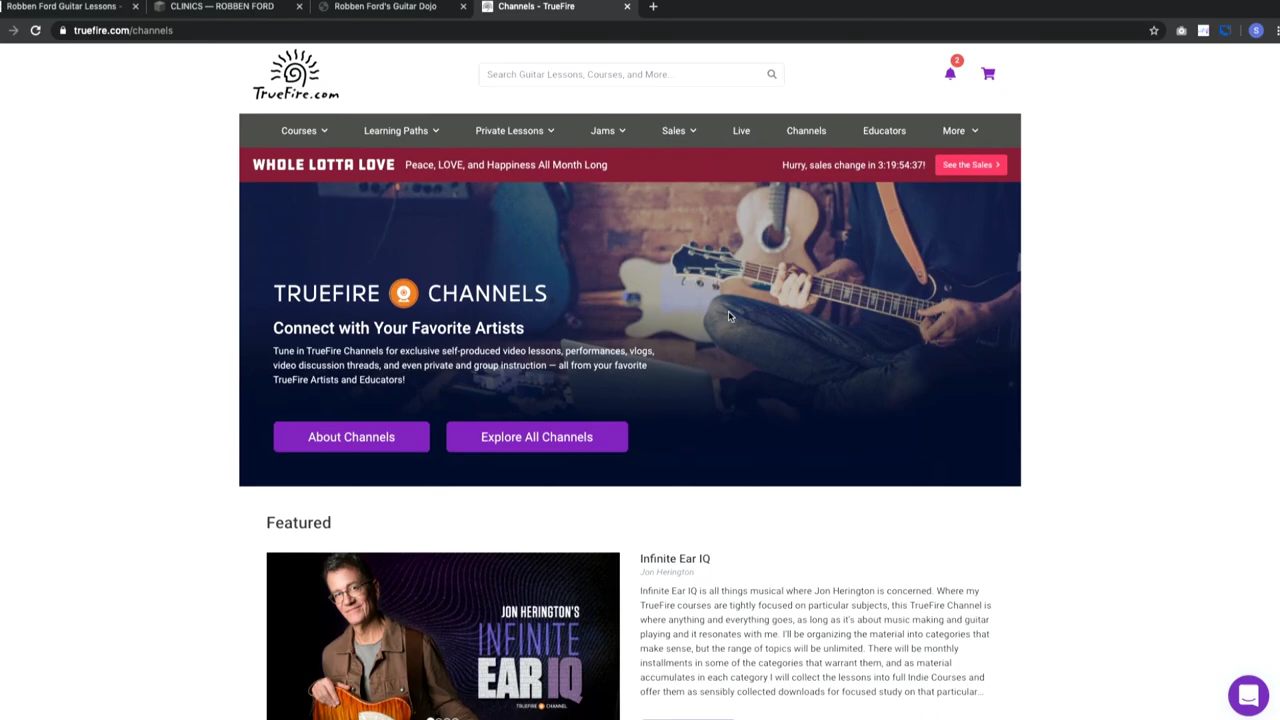 Robben Ford Guitar Lessons -
CLINICS — ROBBEN FORD
Robben Ford's Guitar Dojo
Channels - TrueFire
truefire.com/channels
S
TrueFire.com
Search Guitar Lessons, Courses, and More...
2
Courses
Learning Paths
Private Lessons
Jams
Sales
Live
Channels
Educators
More
WHOLE LOTTA LOVE
Peace, LOVE, and Happiness All Month Long
Hurry, sales change in 3:19:54:37!
See the Sales >
TRUEFIRE CHANNELS
Connect with Your Favorite Artists
Tune in TrueFire Channels for exclusive self-produced video lessons, performances, vlogs,
video discussion threads, and even private and group instruction — all from your favorite
TrueFire Artists and Educators!
About Channels
Explore All Channels
Featured
JON HERINGTON'S
INFINITE
EAR IQ
TRUEFIRE CHANNEL
Infinite Ear IQ
Jon Herington
Infinite Ear IQ is all things musical where Jon Herington is concerned. Where my
TrueFire courses are tightly focused on particular subjects, this TrueFire Channel is
where anything and everything goes, as long as it's about music making and guitar
playing and it resonates with me. I'll be organizing the material into categories that
make sense, but the range of topics will be unlimited. There will be monthly
installments in some of the categories that warrant them, and as material
accumulates in each category I will collect the lessons into full Indie Courses and
offer them as sensibly collected downloads for focused study on that particular...